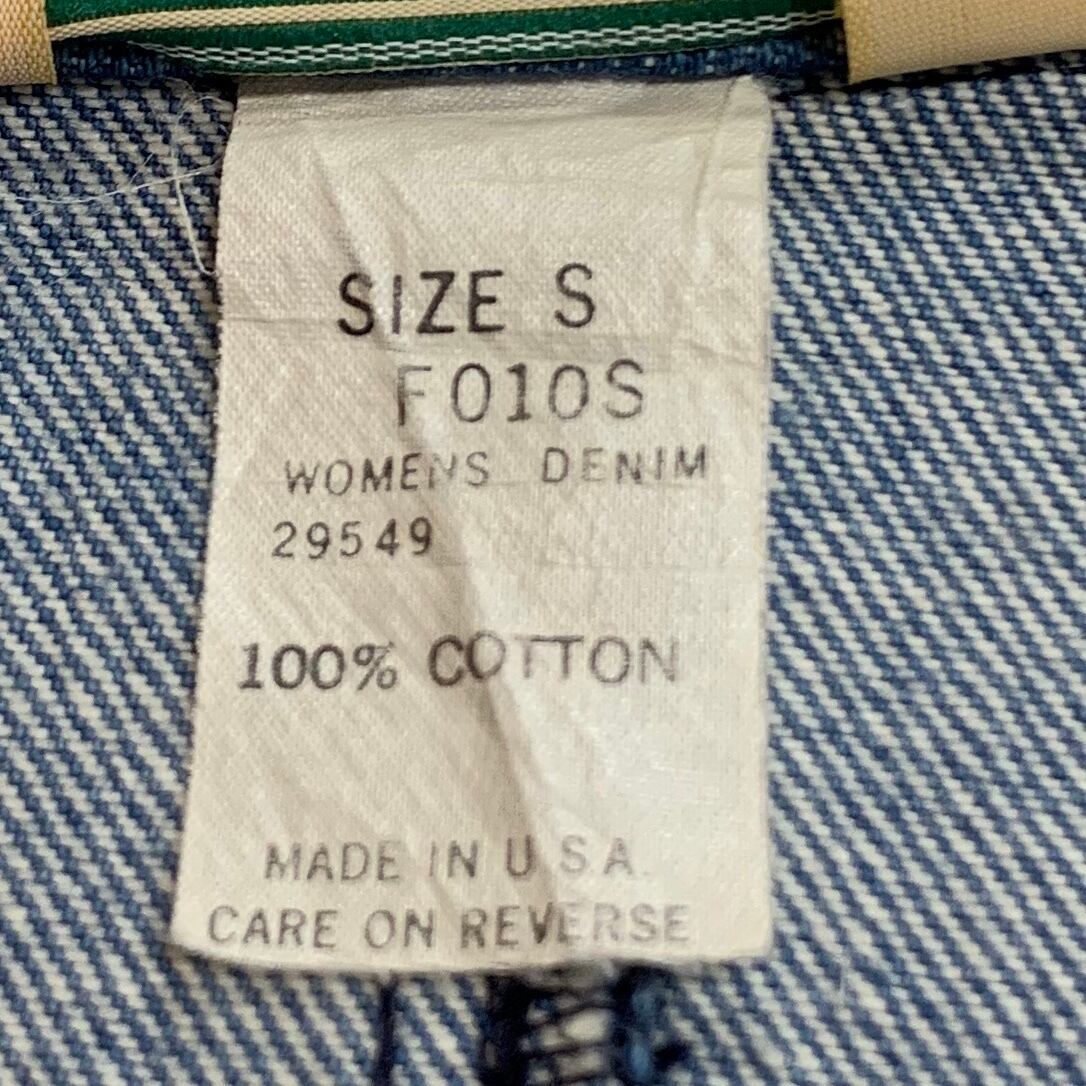 SIZE S
F010S
WOMENS DENIM
29549
100% COTTON
MADE IN U.S.A.
CARE ON REVERSE